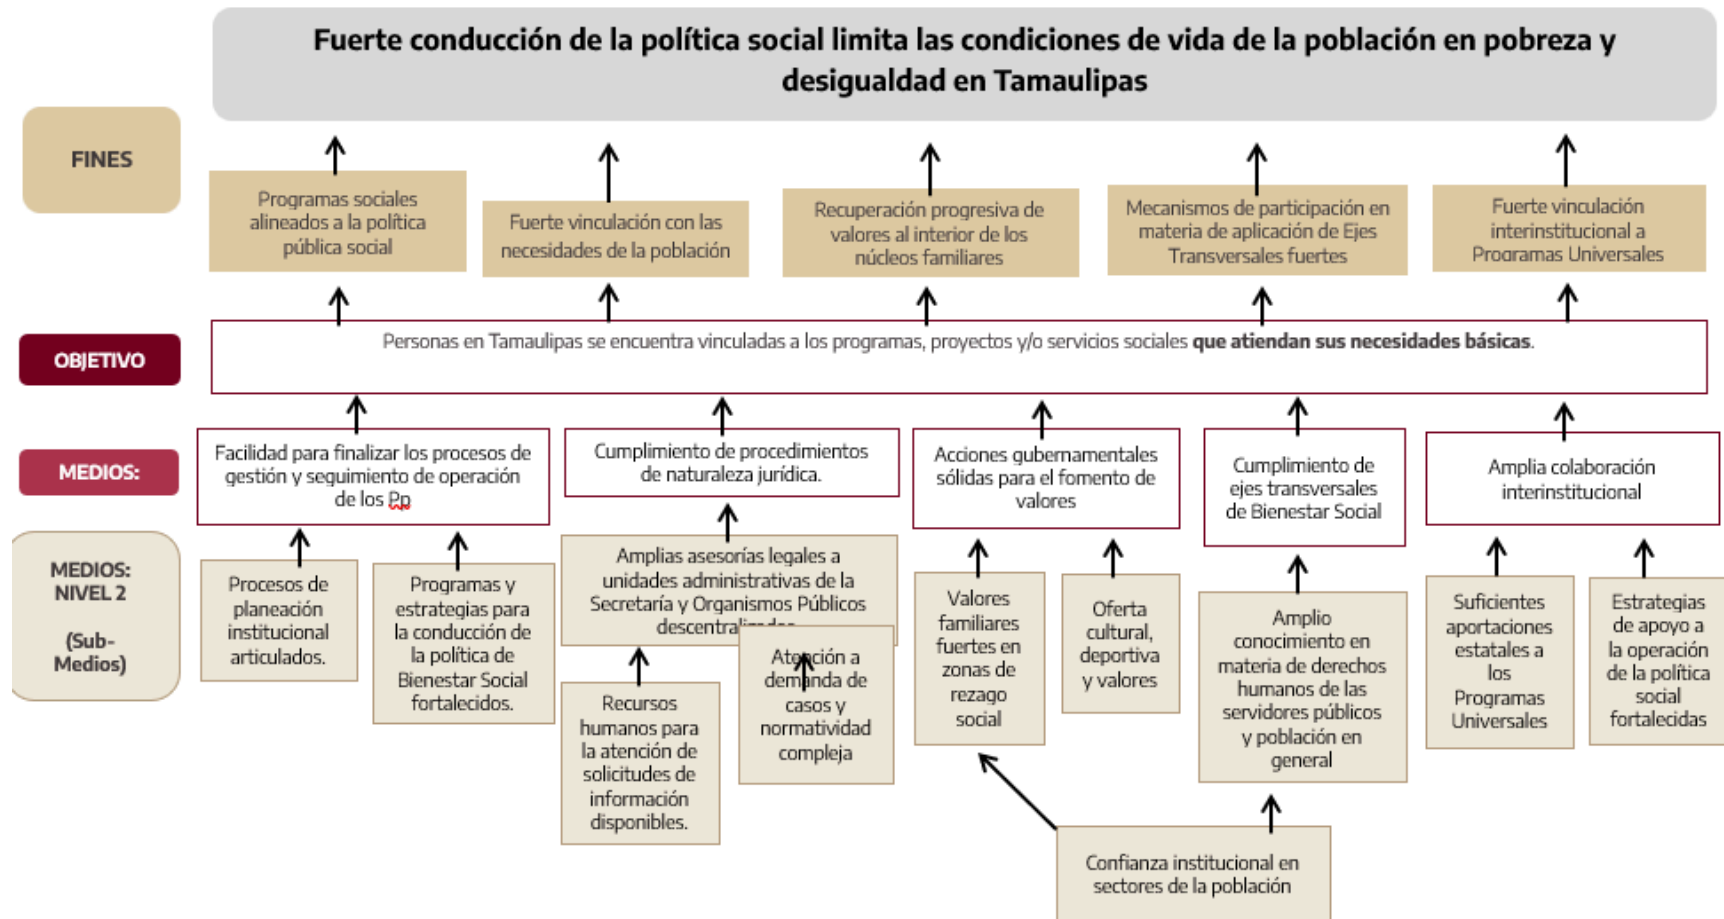 Fuerte conducción de la política social limita las condiciones de vida de la población en pobreza y
desigualdad en Tamaulipas
FINES
Programas sociales
alineados a la política
pública social
Fuerte vinculación con las
necesidades de la población
Recuperación progresiva de
valores al interior de los
núcleos familiares
Mecanismos de participación en
materia de aplicación de Ejes
Transversales fuertes
Fuerte vinculación
interinstitucional a
Programas Universales
OBJETIVO
Personas en Tamaulipas se encuentra vinculadas a los programas, proyectos y/o servicios sociales que atiendan sus necesidades básicas.
MEDIOS:
Facilidad para finalizar los procesos de
gestión y seguimiento de operación
de los Pp
Cumplimiento de procedimientos
de naturaleza jurídica.
Acciones gubernamentales
sólidas para el fomento de
valores
Cumplimiento de
ejes transversales
de Bienestar Social
Amplia colaboración
interinstitucional
MEDIOS:
NIVEL 2
(Sub-
Medios)
Procesos de
planeación
institucional
articulados.
Programas y
estrategias para
la conducción de
la política de
Bienestar Social
fortalecidos.
Amplias asesorías legales a
unidades administrativas de la
Secretaría y Organismos Públicos
descentralizados
Recursos
humanos para
la atención de
solicitudes de
información
disponibles.
Atención a
demanda de
casos y
normatividad
compleja
Valores
familiares
fuertes en
zonas de
rezago
social
Oferta
cultural,
deportiva
y valores
Amplio
conocimiento en
materia de derechos
humanos de las
servidores públicos
y población en
general
Suficientes
aportaciones
estatales a
los
Programas
Universales
Estrategias
de apoyo a
la operación
de la política
social
fortalecidas
Confianza institucional en
sectores de la población